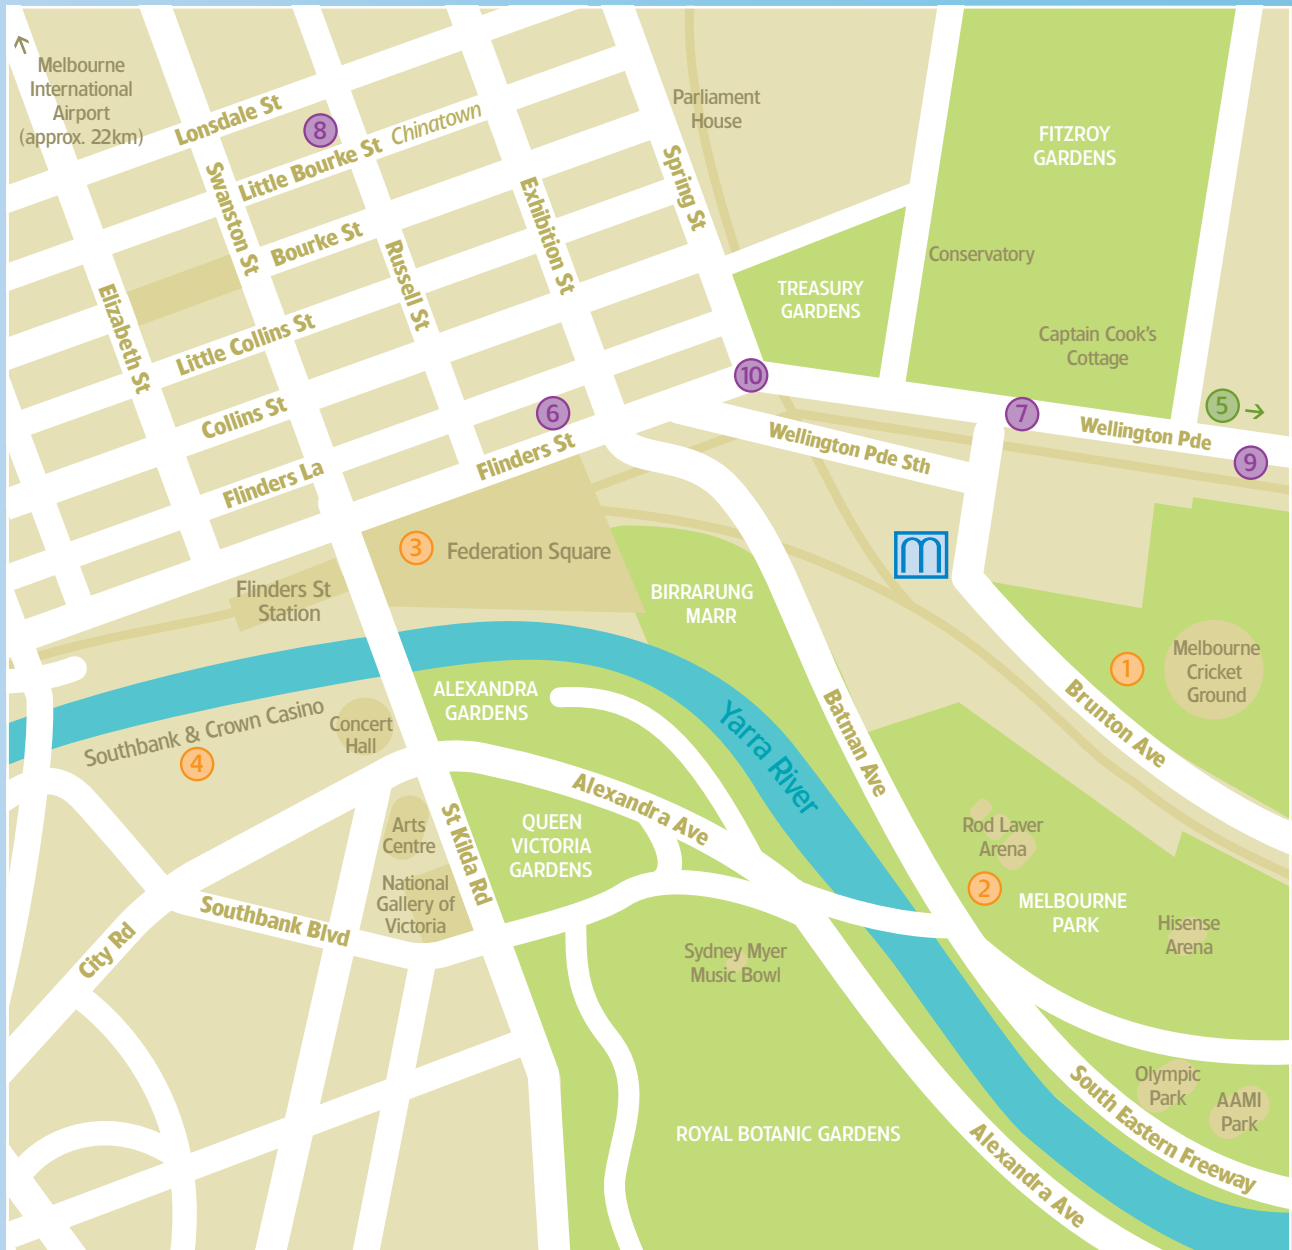 Melbourne
International
Airport
(approx. 22km)
Lonsdale St
8
Little Bourke St
Chinatown
Swanston St
Bourke St
Exhibition St
Spring St
Parliament
House
FITZROY
GARDENS
Conservatory
TREASURY
GARDENS
Captain Cook's
Cottage
Russell St
Elizabeth St
Little Collins St
Collins St
Flinders La
Flinders St
6
10
7
5
9
Wellington Pde
Wellington Pde Sth
3
Federation Square
m
Flinders St
Station
BIRRARUNG
MARR
1
Melbourne
Cricket
Ground
Brunton Ave
Batman Ave
Yarra River
ALEXANDRA
GARDENS
Southbank & Crown Casino
4
Concert
Hall
Alexandra Ave
Arts
Centre
St Kilda Rd
QUEEN
VICTORIA
GARDENS
Rod Laver
Arena
2
MELBOURNE
PARK
Hisense
Arena
National
Gallery of
Victoria
Southbank Blvd
City Rd
Sydney Myer
Music Bowl
Olympic
Park
AAMI
Park
South Eastern Freeway
ROYAL BOTANIC GARDENS
Alexandra Ave